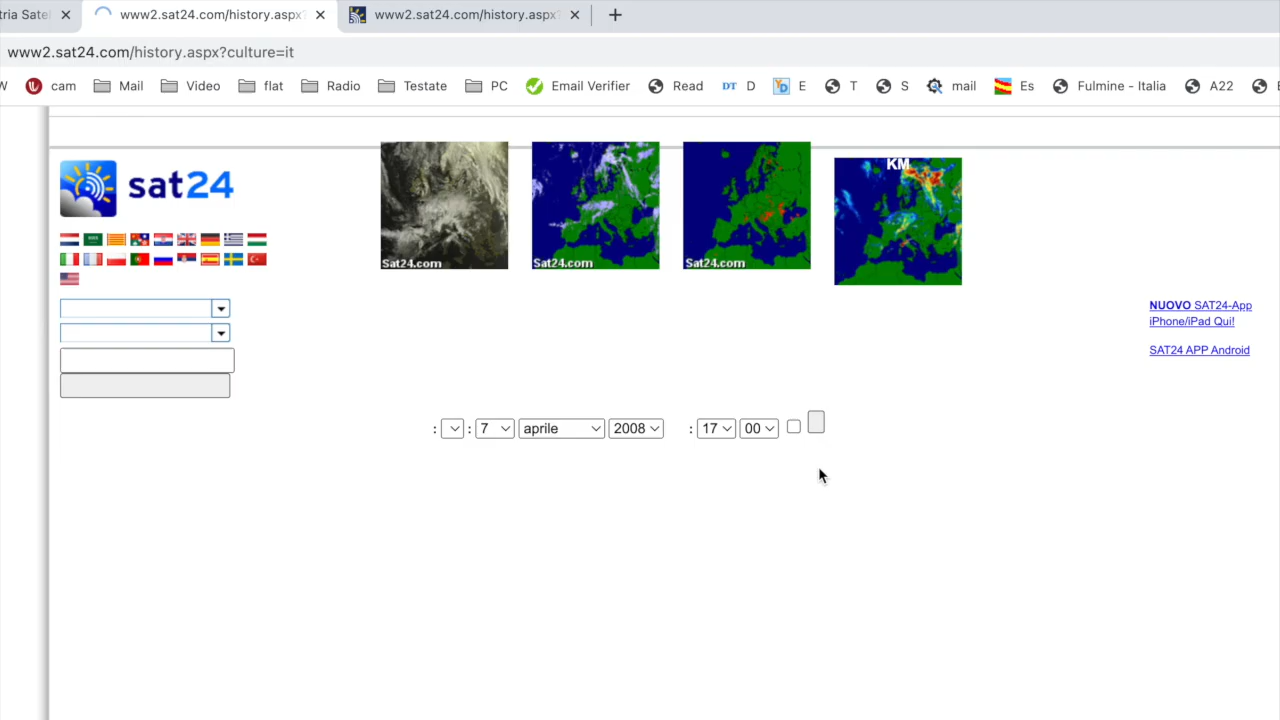 tria Sate
www2.sat24.com/history.aspx?
www2.sat24.com/history.aspx?
www2.sat24.com/history.aspx?culture=it
W
cam
Mail
Video
flat
Radio
Testate
PC
Email Verifier
Read
DT D
YD E
T
S
mail
Es
Fulmine - Italia
A22
sat24
Sat24.com
Sat24.com
Sat24.com
KM
NUOVO SAT24-App
iPhone/iPad Qui!
SAT24 APP Android
: : 7 aprile 2008 : 17 00